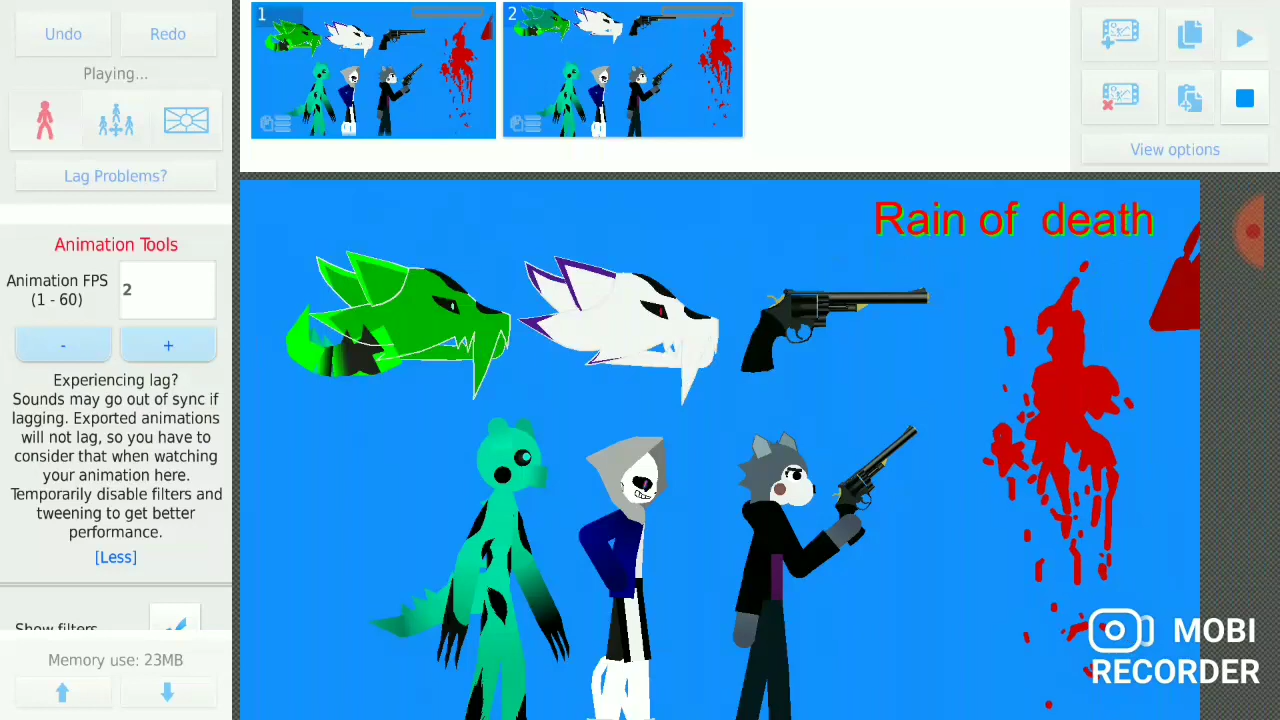 Undo
Redo
Playing...
Lag Problems?
Animation Tools
Animation FPS
(1 - 60)
2
-
+
Experiencing lag?
Sounds may go out of sync if
lagging. Exported animations
will not lag, so you have to
consider that when watching
your animation here.
Temporarily disable filters and
tweening to get better
performance.
[Less]
Show filters
Memory use: 23MB
1
2
View options
Rain of death
MOBI
RECORDER